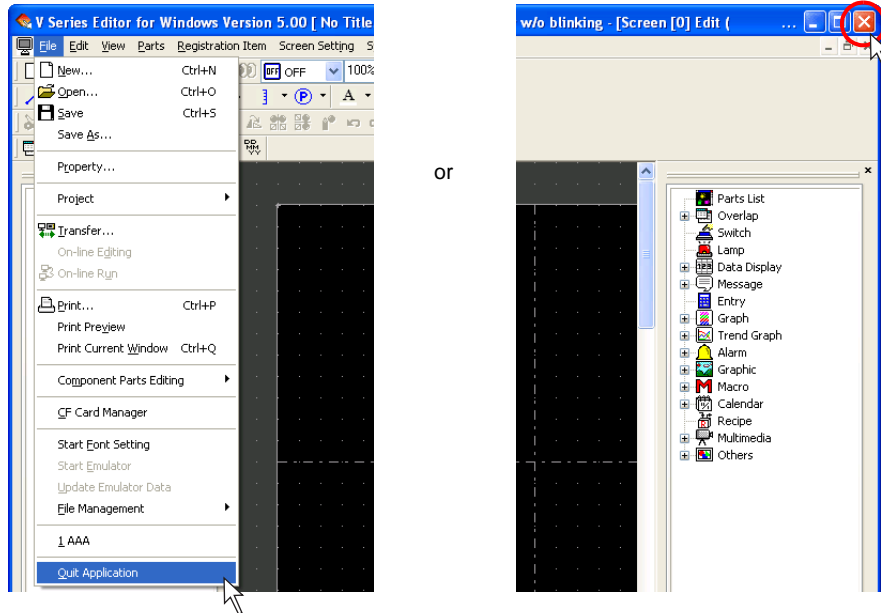 V Series Editor for Windows Version 5.00 [ No Title
File Edit View Parts Registration Item Screen Setting S
OFF OFF 100%
P A
New... Ctrl+N
Open... Ctrl+O
Save Ctrl+S
Save As...
Property...
Project
Transfer...
On-line Editing
On-line Run
Print... Ctrl+P
Print Preview
Print Current Window Ctrl+Q
Component Parts Editing
CF Card Manager
Start Font Setting
Start Emulator
Update Emulator Data
File Management
1 AAA
Quit Application
or
w/o blinking - [Screen [0] Edit ( ...
Parts List
Overlap
Switch
Lamp
Data Display
Message
Entry
Graph
Trend Graph
Alarm
Graphic
Macro
Calendar
Recipe
Multimedia
Others